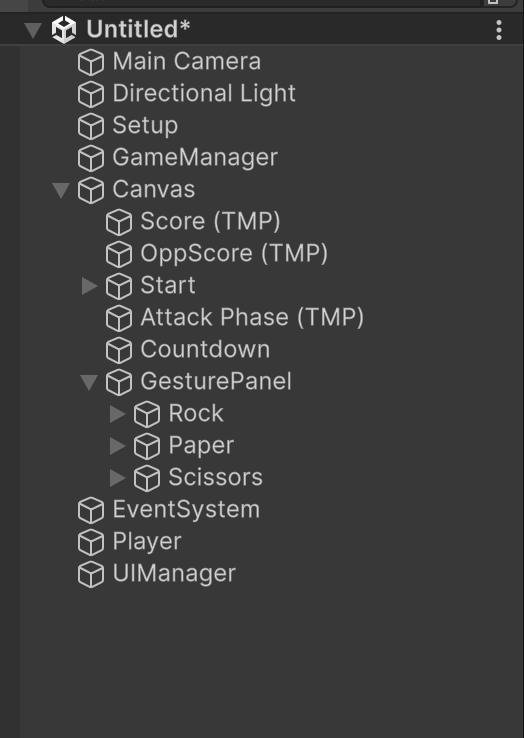 Untitled*
Main Camera
Directional Light
Setup
GameManager
Canvas
Score (TMP)
OppScore (TMP)
Start
Attack Phase (TMP)
Countdown
GesturePanel
Rock
Paper
Scissors
EventSystem
Player
UIManager